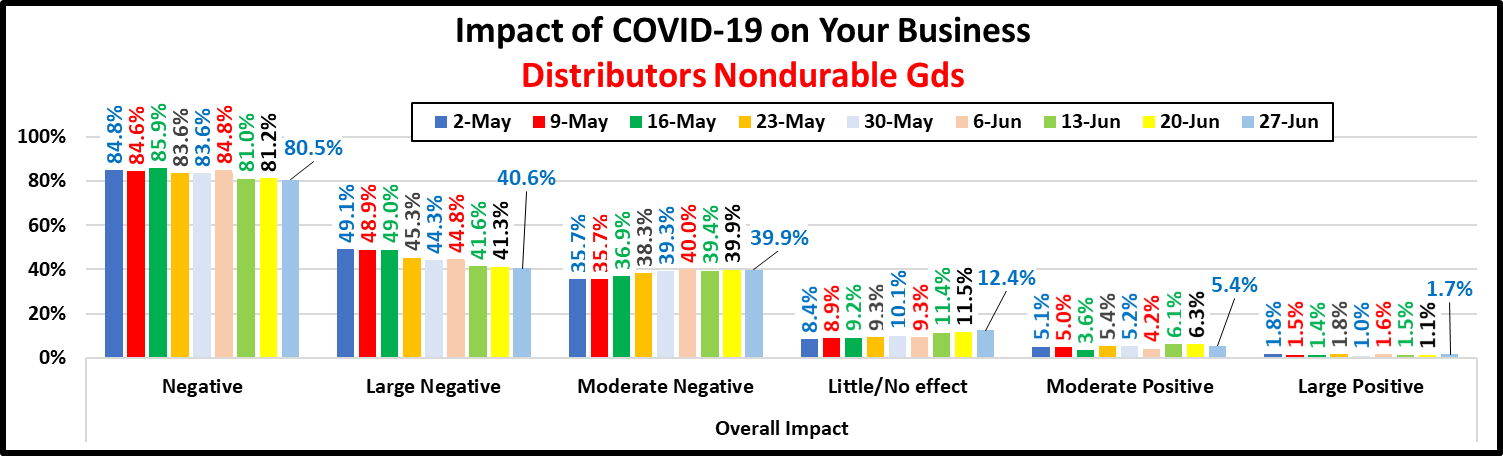 Impact of COVID-19 on Your Business
Distributors Nondurable Gds
2-May 9-May 16-May 23-May 30-May 6-Jun 13-Jun 20-Jun 27-Jun
100%
80%
60%
40%
20%
0%
84.8% 84.6% 85.9% 83.6% 83.6% 84.8% 81.0% 81.2% 80.5%
49.1% 48.9% 49.0% 45.3% 44.3% 44.8% 41.6% 41.3% 40.6%
35.7% 35.7% 36.9% 38.3% 39.3% 40.0% 39.4% 39.9% 39.9%
8.4% 8.9% 9.2% 9.3% 10.1% 9.3% 11.4% 11.5% 12.4%
5.1% 5.0% 3.6% 5.4% 5.2% 4.2% 6.1% 6.3% 5.4%
1.8% 1.5% 1.4% 1.8% 1.0% 1.6% 1.5% 1.1% 1.7%
Negative Large Negative Moderate Negative Little/No effect Moderate Positive Large Positive
Overall Impact